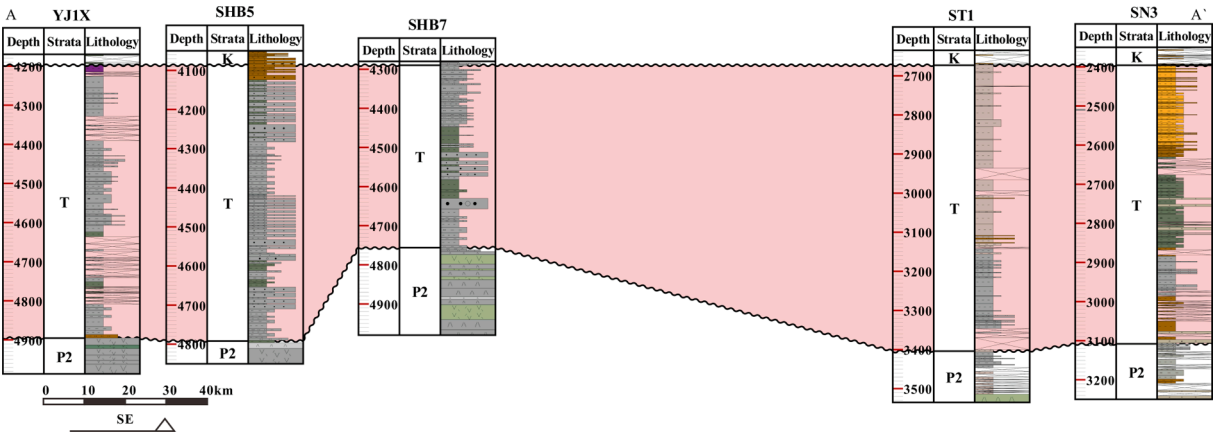 A
YJ1X
Depth Strata Lithology
4200
4300
4400
4500
4600
4700
4800
4900
T
P2
SHB5
Depth Strata Lithology
K
4100
4200
4300
4400
4500
4600
4700
4800
T
P2
SHB7
Depth Strata Lithology
4300
4400
4500
4600
4700
4800
4900
T
P2
ST1
Depth Strata Lithology
K
2700
2800
2900
3000
3100
3200
3300
3400
3500
T
P2
SN3
A`
Depth Strata Lithology
K
2400
2500
2600
2700
2800
2900
3000
3100
3200
T
P2
0 10 20 30 40km
SE